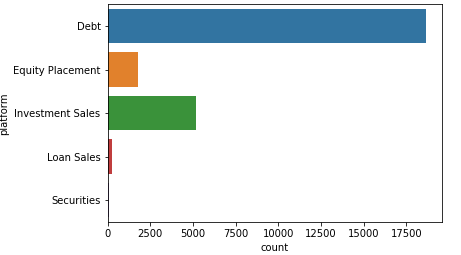 Debt
Equity Placement
Investment Sales
Loan Sales
Securities
platform
0 2500 5000 7500 10000 12500 15000 17500
count